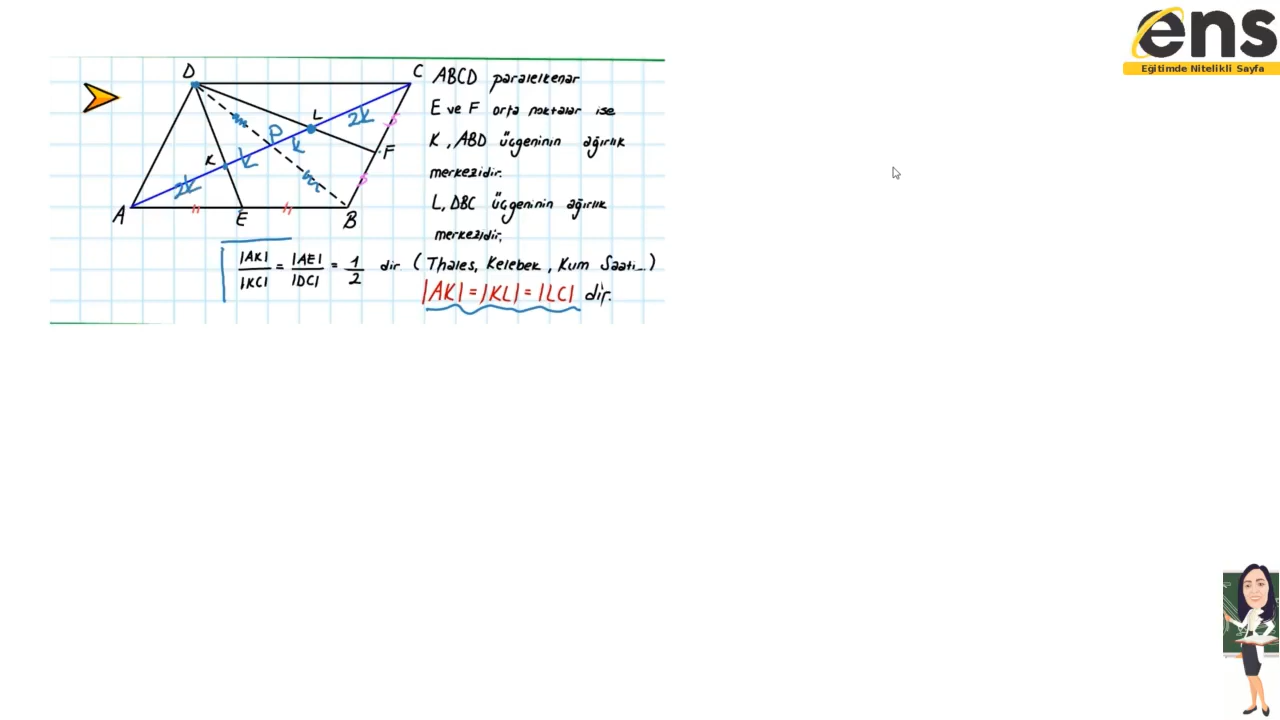 ens
Eğitimde Nitelikli Sayfa
D
C
L
2k
P
k
F
K
k
2k
A
E
B
ABCD paralelkenar
E ve F orta noktalar ise
K, ABD üçgeninin ağırlık
merkezidir.
L, DBC üçgeninin ağırlık
merkezidir,
|AK| / |KC| = |AE| / |DC| = 1/2 dir (Thales, Kelebek, Kum Saati...)
|AK| = |KL| = |LC| dir.